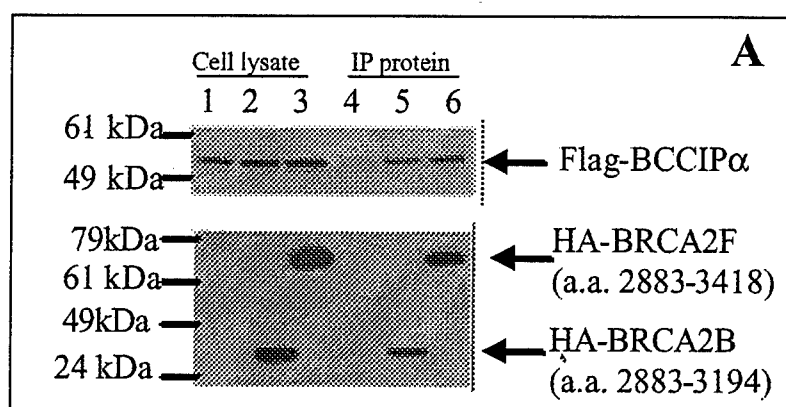 A
Cell lysate IP protein
1 2 3 4 5 6
61 kDa
49 kDa
Flag-BCCIPα
79kDa
61 kDa
49kDa
24 kDa
HA-BRCA2F
(a.a. 2883-3418)
HA-BRCA2B
(a.a. 2883-3194)